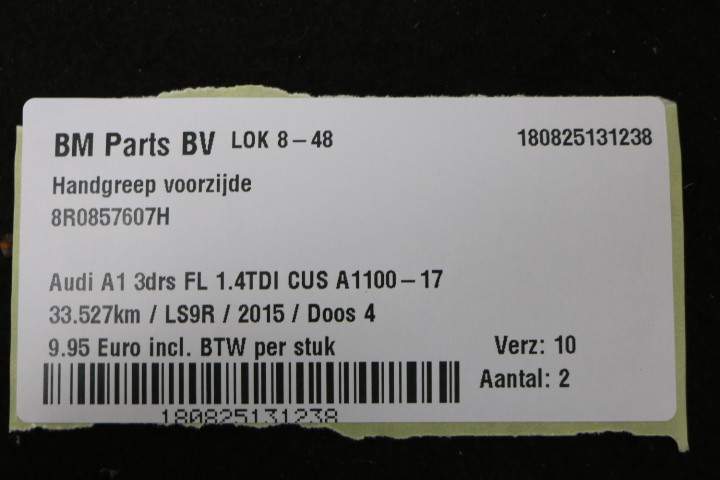 BM Parts BV LOK 8-48 180825131238
Handgreep voorzijde
8R0857607H
Audi A1 3drs FL 1.4TDI CUS A1100-17
33.527km / LS9R / 2015 / Doos 4
9.95 Euro incl. BTW per stuk Verz: 10
Aantal: 2
180825131238